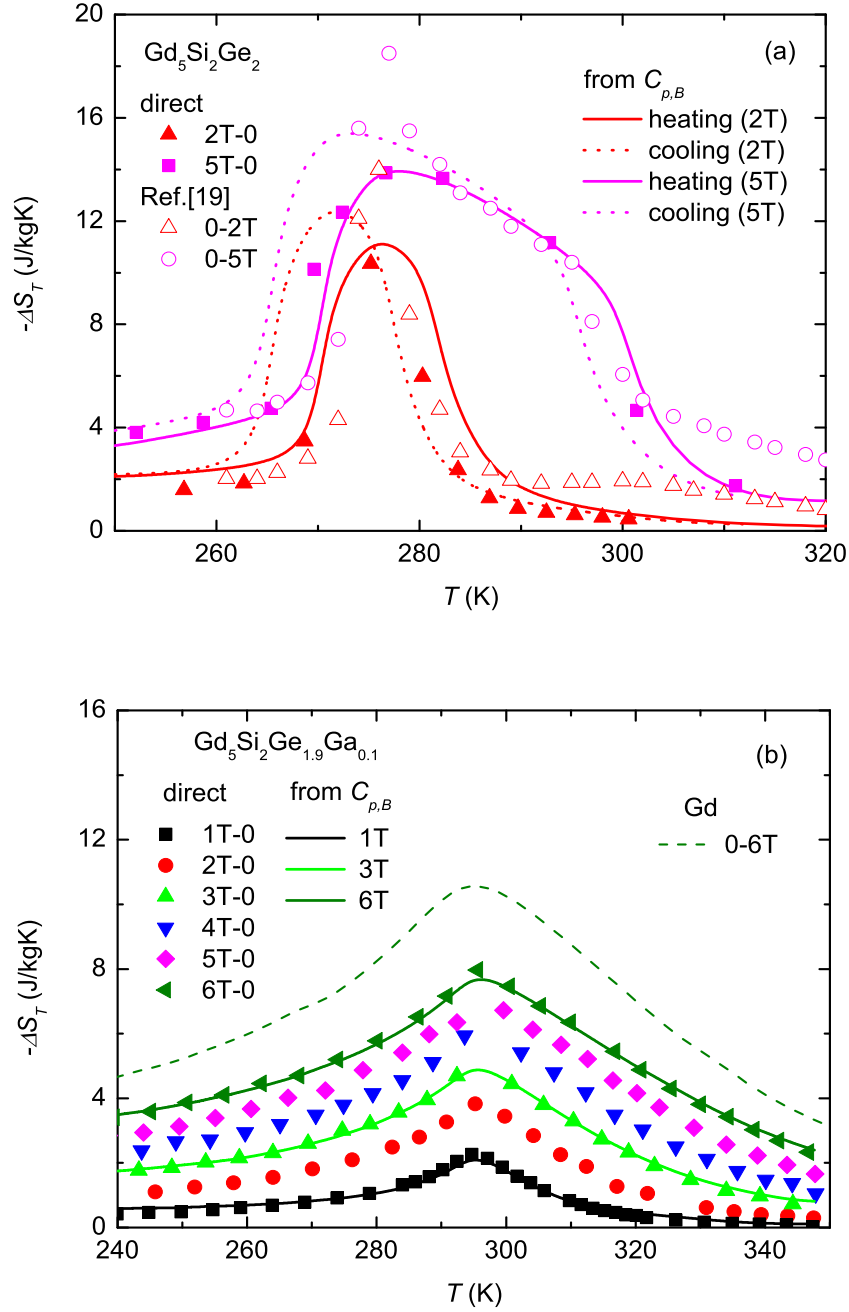 (a)
Gd5Si2Ge2
direct
2T-0
5T-0
Ref.[19]
0-2T
0-5T
from Cp,B
heating (2T)
cooling (2T)
heating (5T)
cooling (5T)
20
16
12
8
4
0
-ΔST (J/kgK)
260 280 300 320
T (K)
(b)
Gd5Si2Ge1.9Ga0.1
direct
1T-0
2T-0
3T-0
4T-0
5T-0
6T-0
from Cp,B
1T
3T
6T
Gd
0-6T
16
12
8
4
0
-ΔST (J/kgK)
240 260 280 300 320 340
T (K)